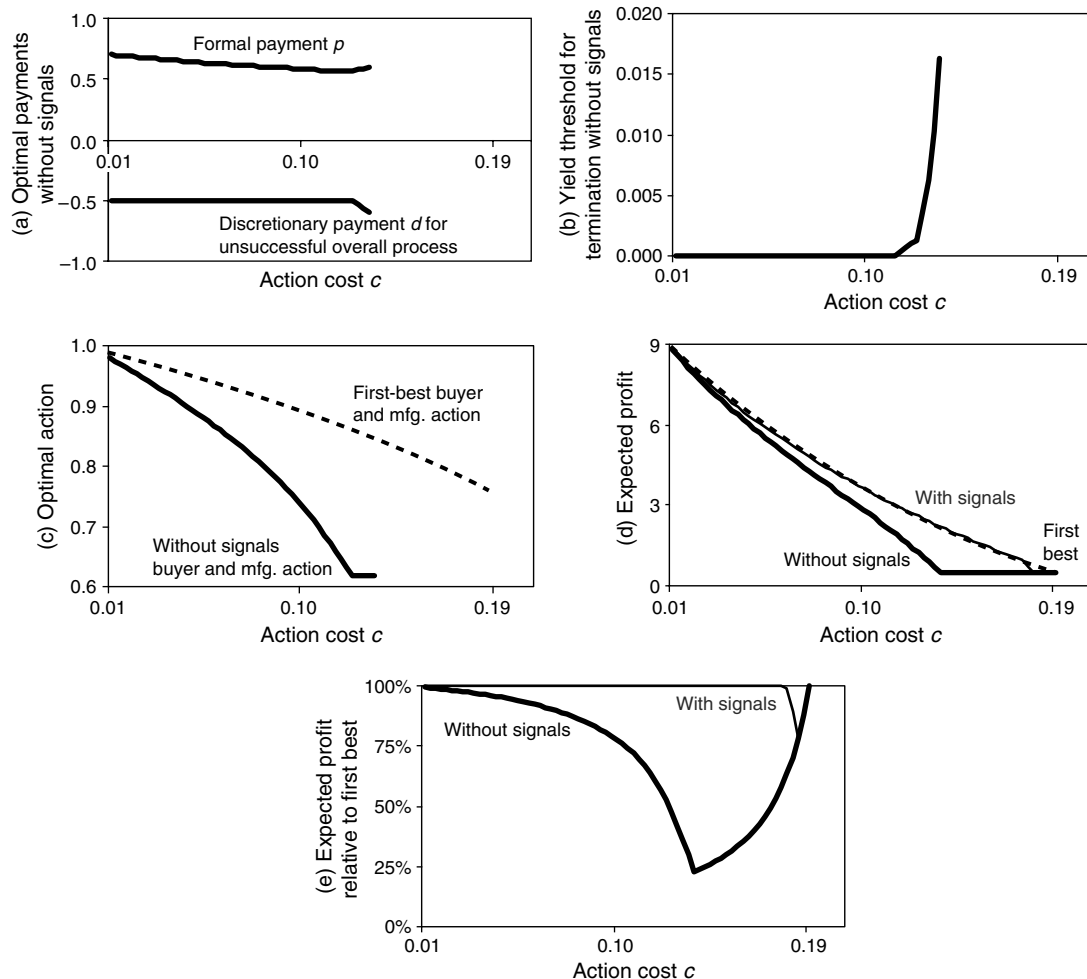 (a) Optimal payments
without signals
1.0
0.5
0.0
−0.5
−1.0
Formal payment p
0.01
0.10
0.19
Discretionary payment d for
unsuccessful overall process
Action cost c
(b) Yield threshold for
termination without signals
0.020
0.015
0.010
0.005
0.000
0.01
0.10
0.19
Action cost c
(c) Optimal action
1.0
0.9
0.8
0.7
0.6
First-best buyer
and mfg. action
Without signals
buyer and mfg. action
0.01
0.10
0.19
Action cost c
(d) Expected profit
9
6
3
0
With signals
Without signals
First
best
0.01
0.10
0.19
Action cost c
(e) Expected profit
relative to first best
100%
75%
50%
25%
0%
With signals
Without signals
0.01
0.10
0.19
Action cost c